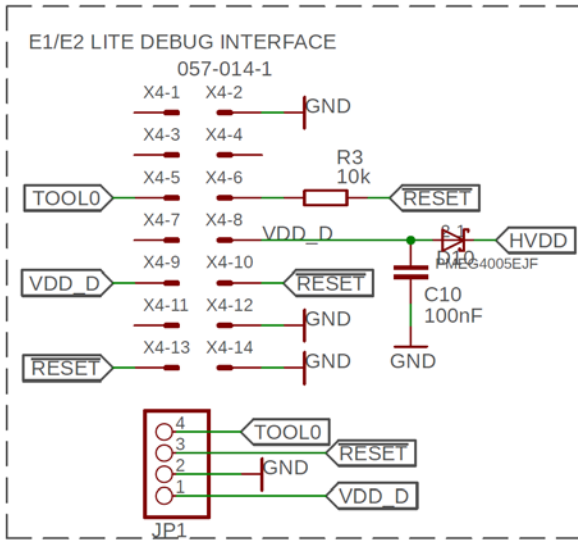 E1/E2 LITE DEBUG INTERFACE
057-014-1
X4-1 X4-2
GND
X4-3 X4-4
X4-5 X4-6
R3
10k
TOOL0
RESET
X4-7 X4-8
VDD_D
2 1
HVDD
D10
PMEG4005EJF
X4-9 X4-10
VDD_D
RESET
C10
100nF
X4-11 X4-12
GND
X4-13 X4-14
RESET
GND
GND
4
TOOL0
3
RESET
2
GND
1
VDD_D
JP1